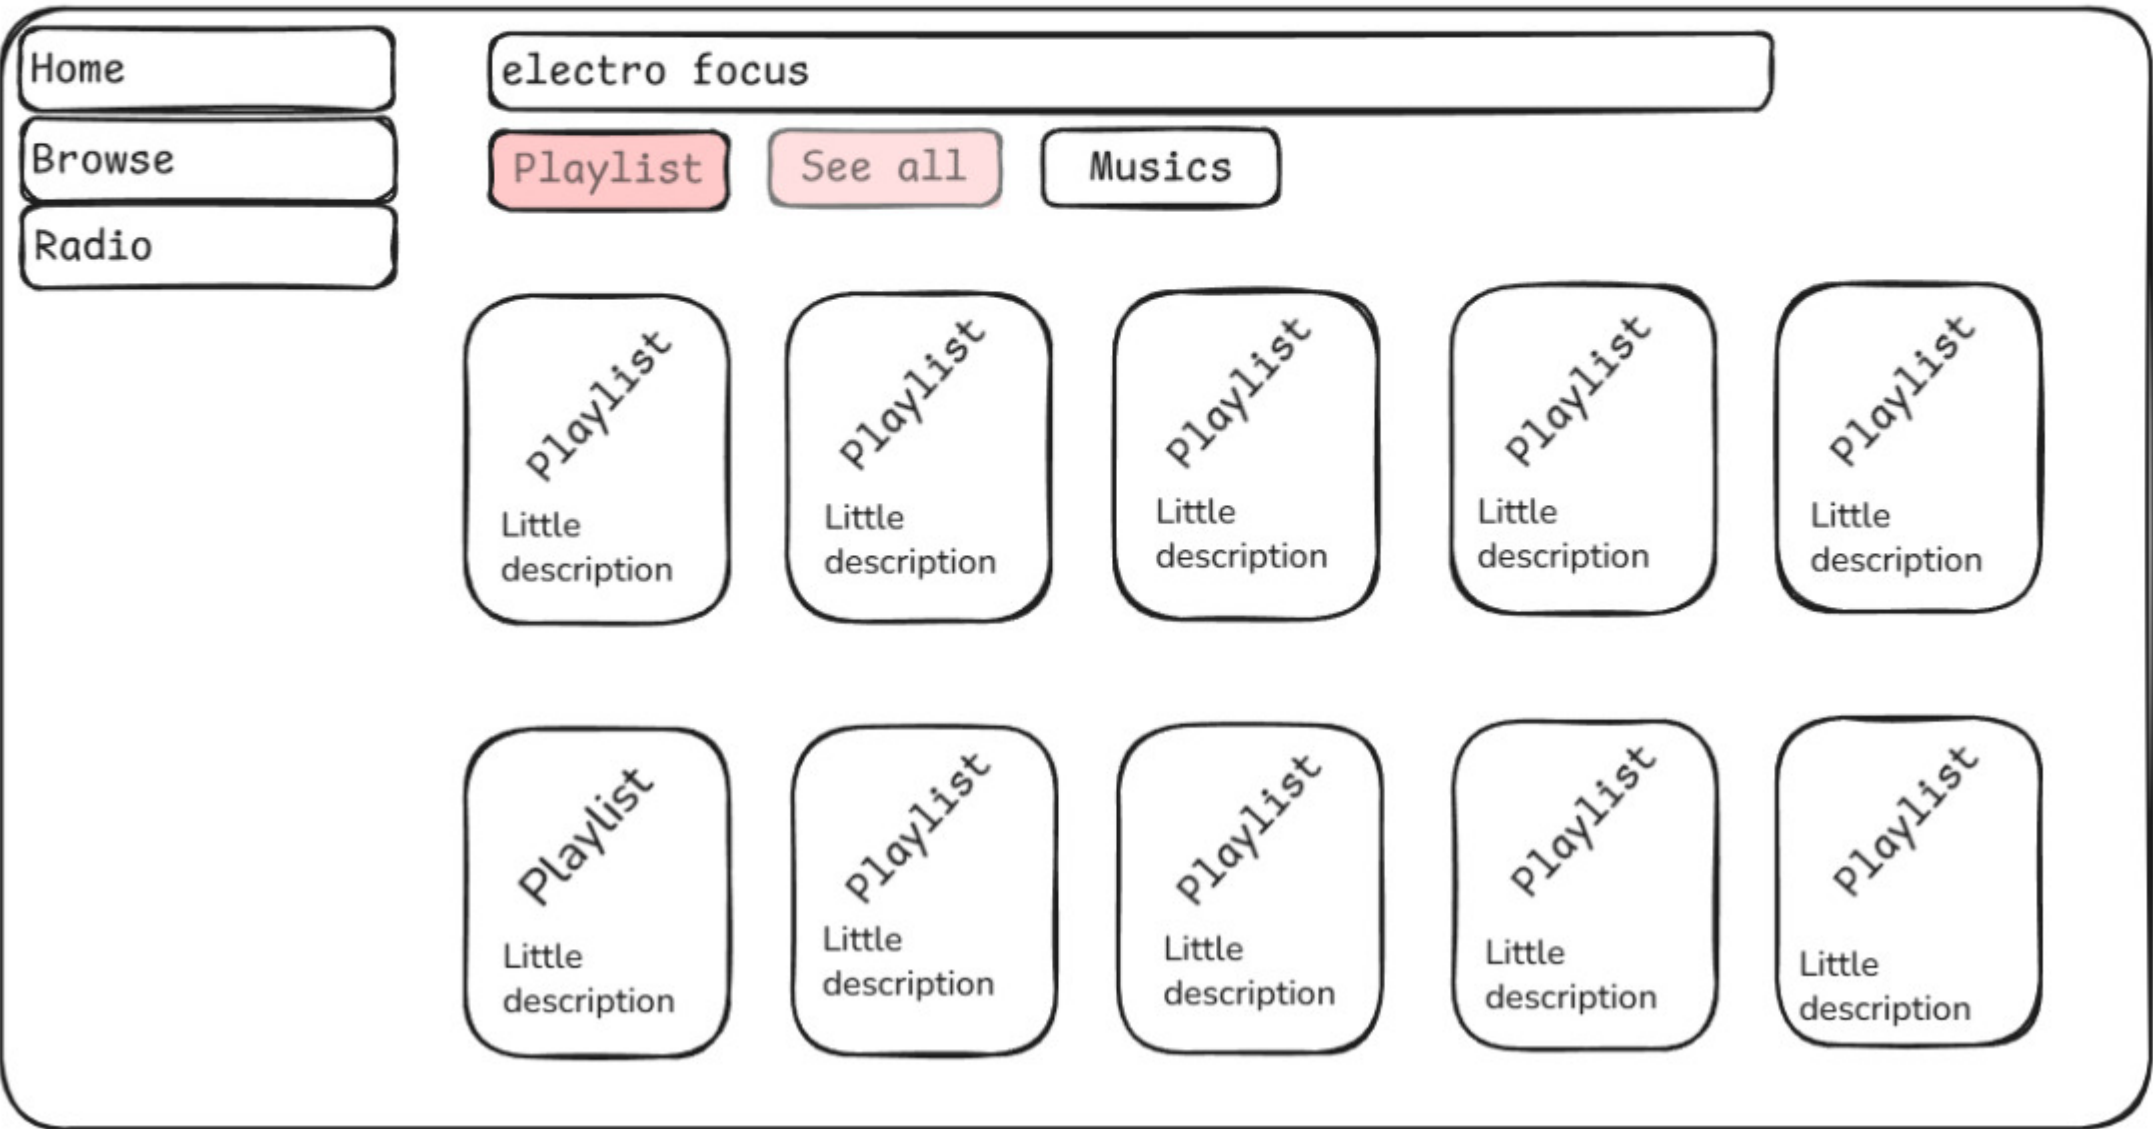 Home
electro focus
Browse
Playlist
See all
Musics
Radio
Playlist
Little
description
Playlist
Little
description
Playlist
Little
description
Playlist
Little
description
Playlist
Little
description
Playlist
Little
description
Playlist
Little
description
Playlist
Little
description
Playlist
Little
description
Playlist
Little
description